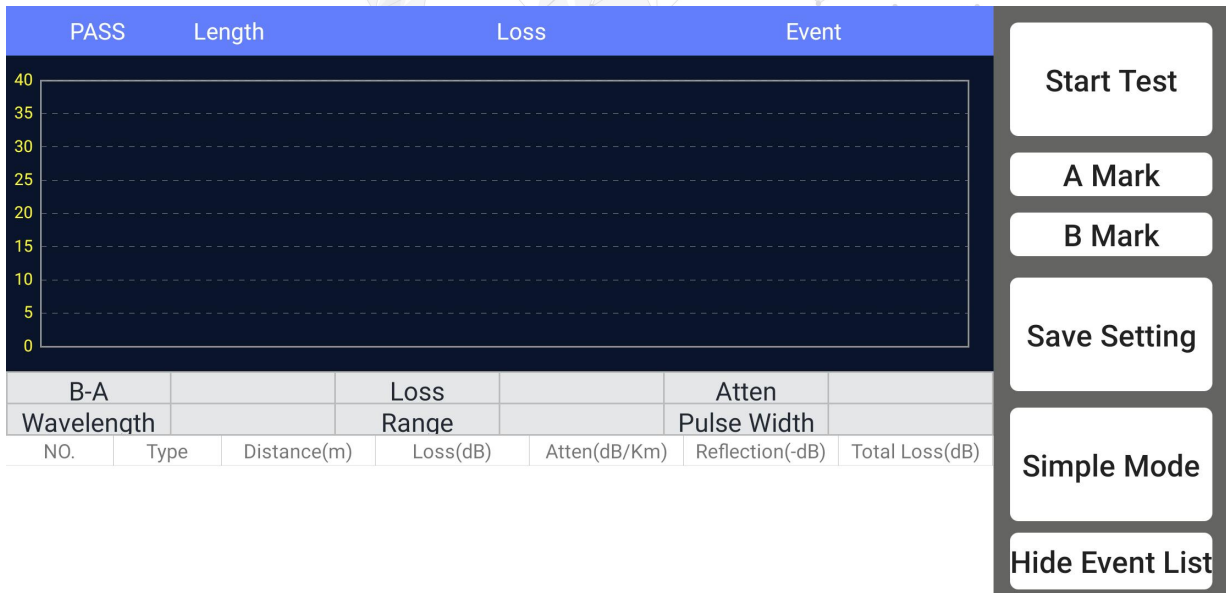 PASS Length Loss Event
40
35
30
25
20
15
10
5
0
B-A Loss Atten
Wavelength Range Pulse Width
NO. Type Distance(m) Loss(dB) Atten(dB/Km) Reflection(-dB) Total Loss(dB)
Start Test
A Mark
B Mark
Save Setting
Simple Mode
Hide Event List